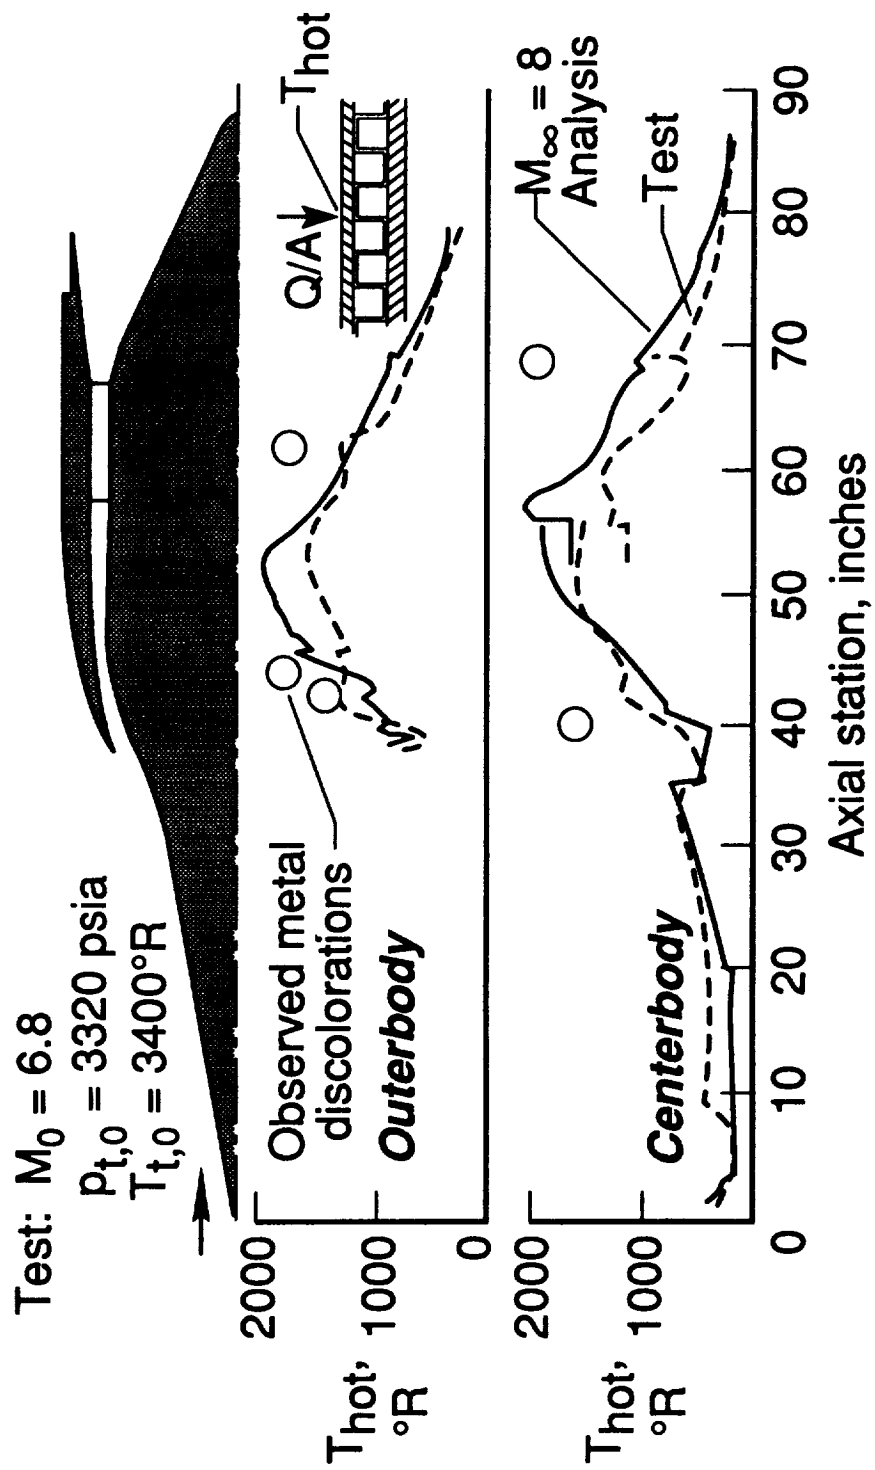 Test: M0 = 6.8
pt,0 = 3320 psia
Tt,0 = 3400°R
Q/A
Thot
Observed metal
discolorations
Outerbody
2000
1000
0
Thot,
°R
M∞ = 8
Analysis
Test
Centerbody
2000
1000
Thot,
°R
0
10
20
30
40
50
60
70
80
90
Axial station, inches